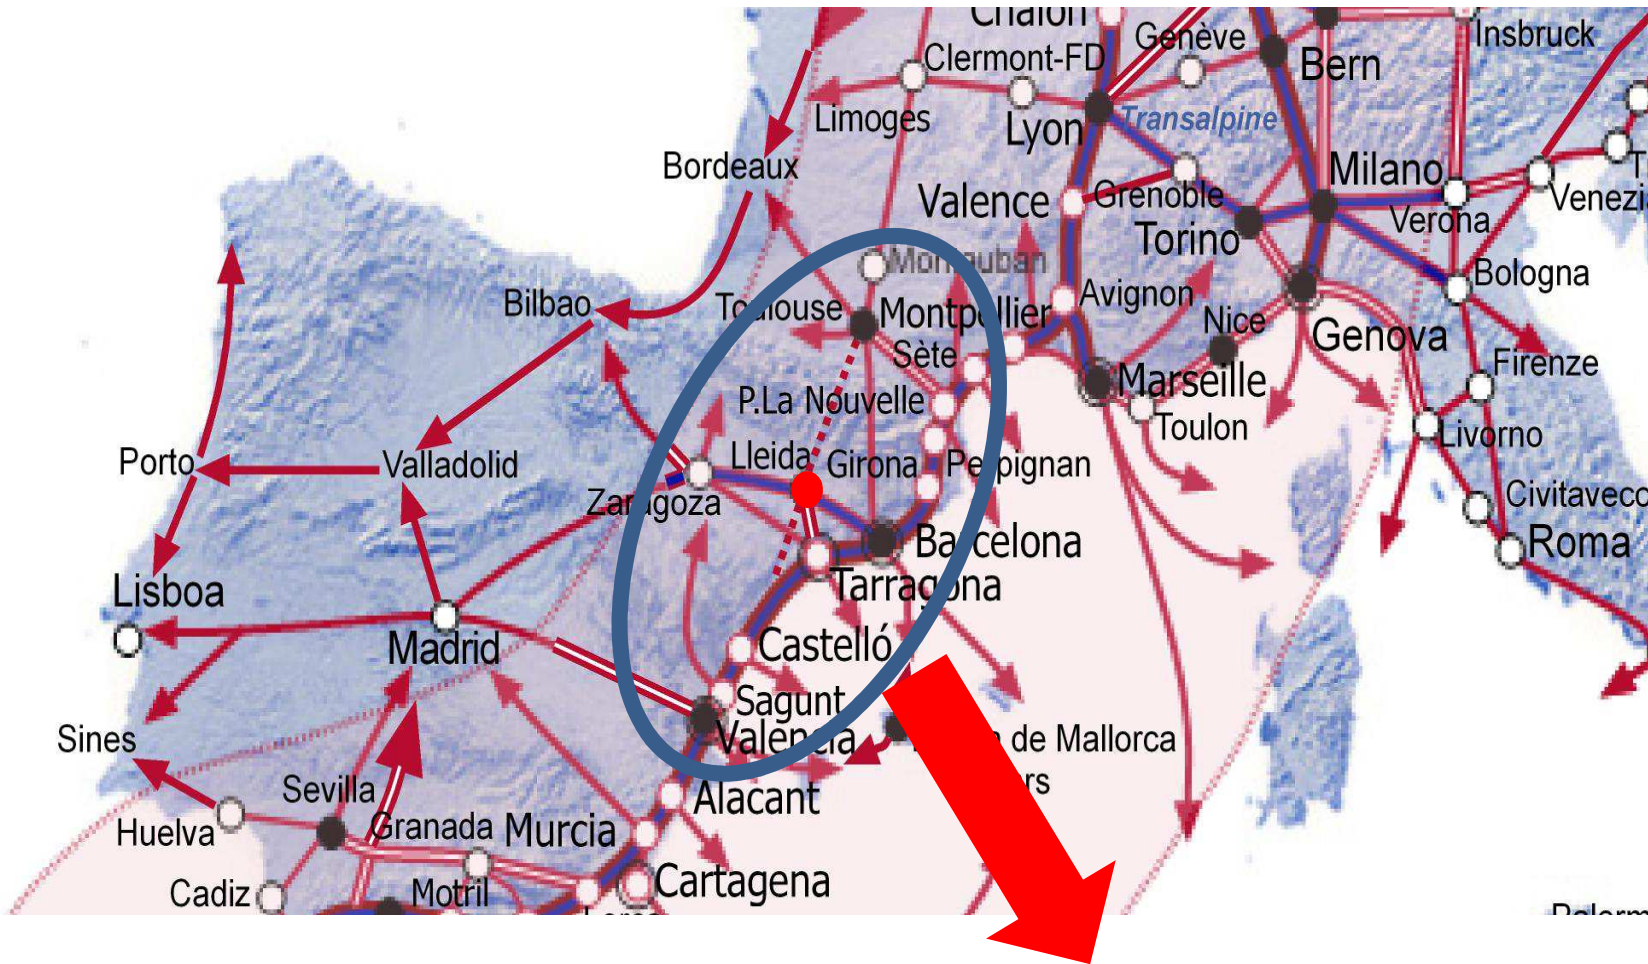 Chalon
Genève
Insbruck
Clermont-FD
Bern
Limoges
Lyon
Transalpine
Bordeaux
Milano
Valence
Grenoble
Verona
Venezia
Torino
Montauban
Bologna
Bilbao
Toulouse
Montpellier
Avignon
Nice
Genova
Sète
Firenze
Marseille
P.La Nouvelle
Toulon
Livorno
Porto
Valladolid
Lleida
Girona
Perpignan
Zaragoza
Civitavecc
Barcelona
Roma
Lisboa
Tarragona
Madrid
Castelló
Sagunt
Valencia
Sines
de Mallorca
Sevilla
Alacant
Huelva
Granada
Murcia
Cadiz
Motril
Cartagena